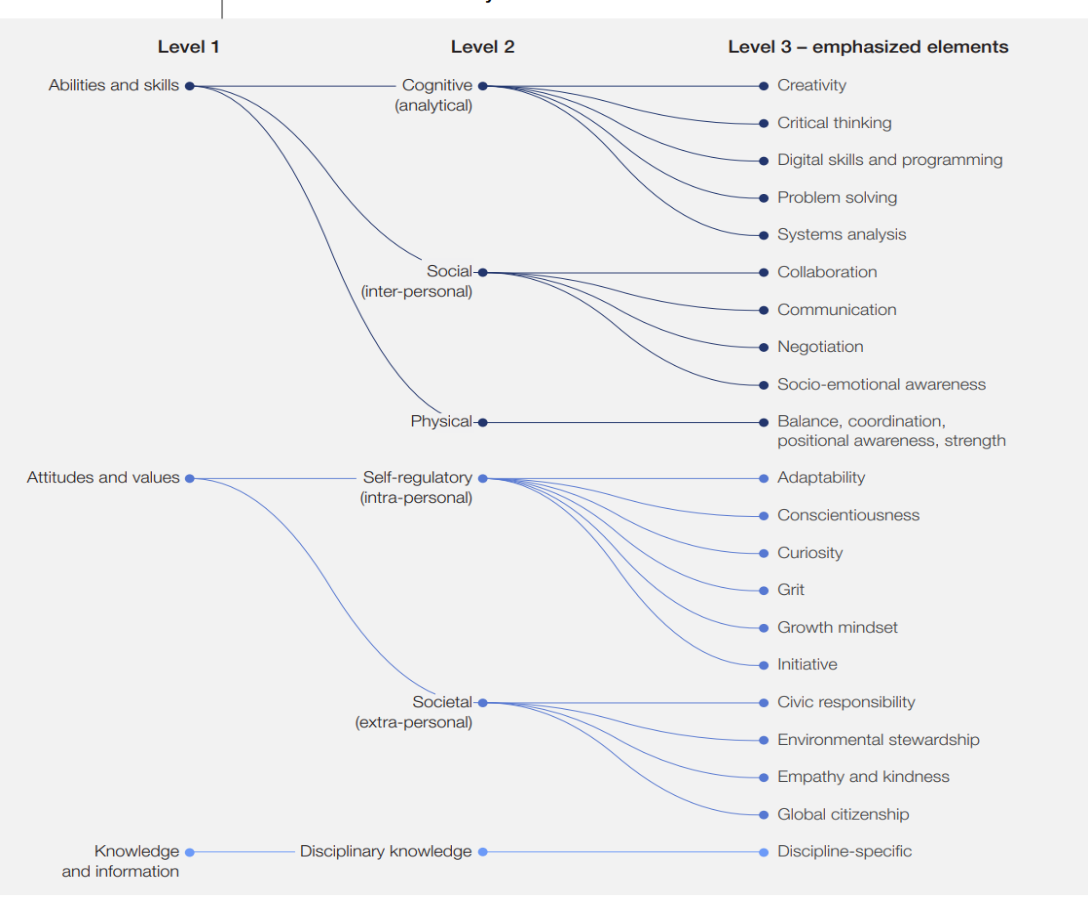 Level 1
Level 2
Level 3 – emphasized elements
Abilities and skills
Cognitive
(analytical)
Creativity
Critical thinking
Digital skills and programming
Problem solving
Systems analysis
Social
(inter-personal)
Collaboration
Communication
Negotiation
Socio-emotional awareness
Physical
Balance, coordination,
positional awareness, strength
Attitudes and values
Self-regulatory
(intra-personal)
Adaptability
Conscientiousness
Curiosity
Grit
Growth mindset
Initiative
Societal
(extra-personal)
Civic responsibility
Environmental stewardship
Empathy and kindness
Global citizenship
Knowledge
and information
Disciplinary knowledge
Discipline-specific